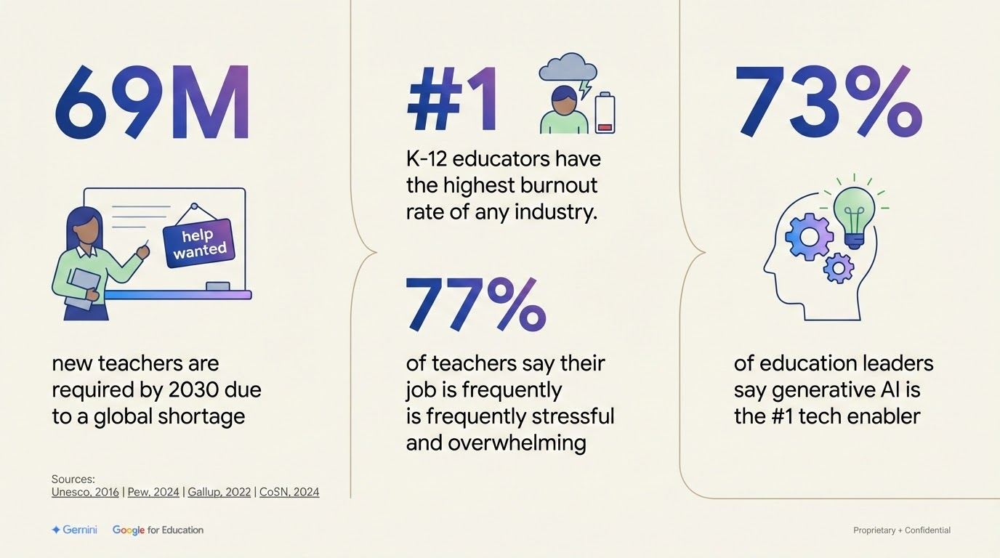 69M
help
wanted
new teachers are
required by 2030 due
to a global shortage
#1
K-12 educators have
the highest burnout
rate of any industry.
77%
of teachers say their
job is frequently
is frequently stressful
and overwhelming
73%
of education leaders
say generative AI is
the #1 tech enabler
Sources:
Unesco, 2016 | Pew, 2024 | Gallup, 2022 | CoSN, 2024
Gernini Google for Education
Proprietary + Confidential